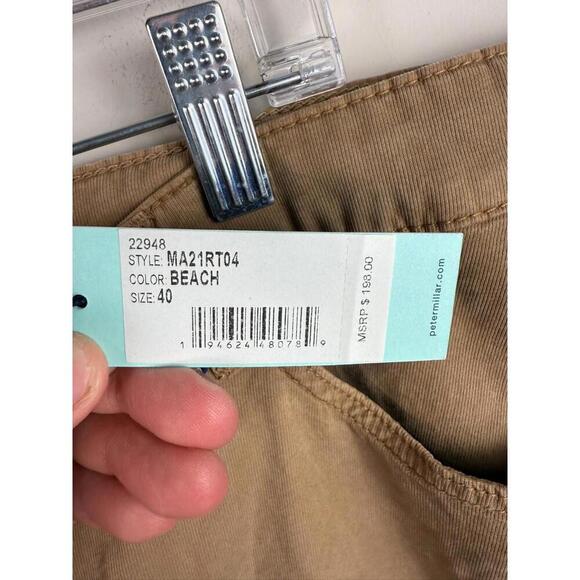 22948
STYLE: MA21RT04
COLOR: BEACH
SIZE: 40
1 94624 48078 9
MSRP $ 198.00
petermillar.com